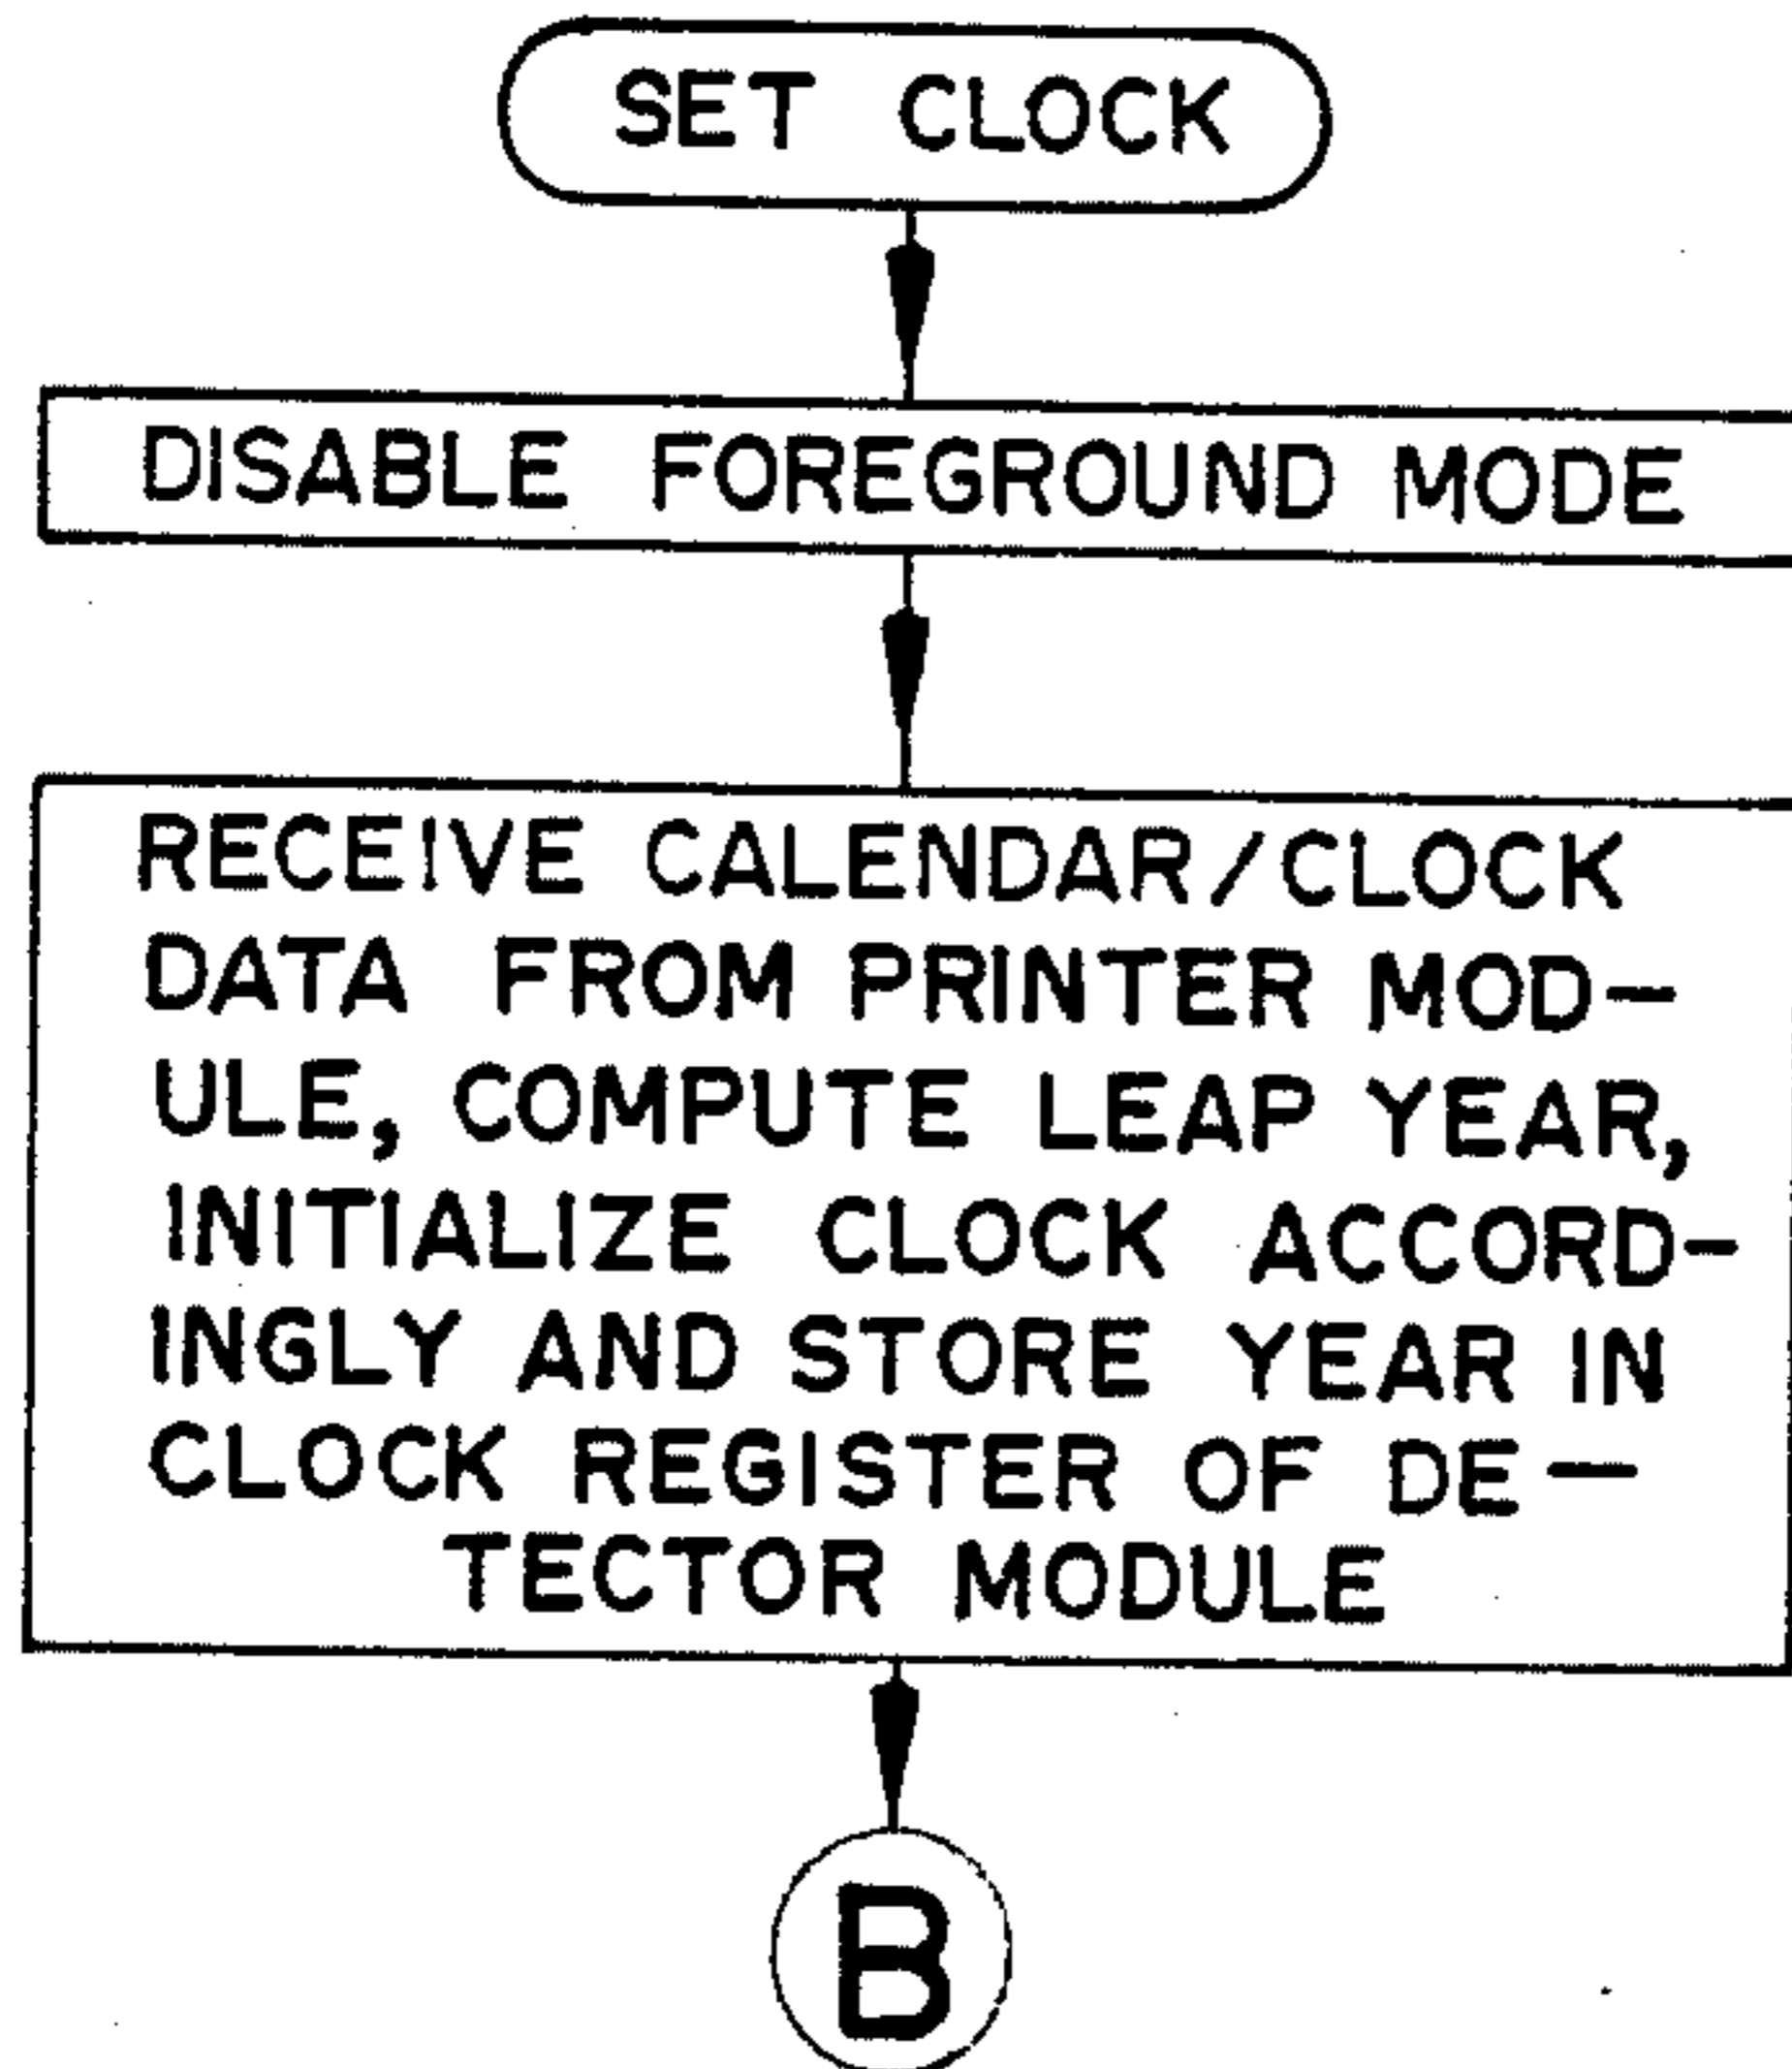 SET CLOCK
DISABLE FOREGROUND MODE
RECEIVE CALENDAR/CLOCK
DATA FROM PRINTER MOD-
ULE, COMPUTE LEAP YEAR,
INITIALIZE CLOCK ACCORD-
INGLY AND STORE YEAR IN
CLOCK REGISTER OF DE-
TECTOR MODULE
B